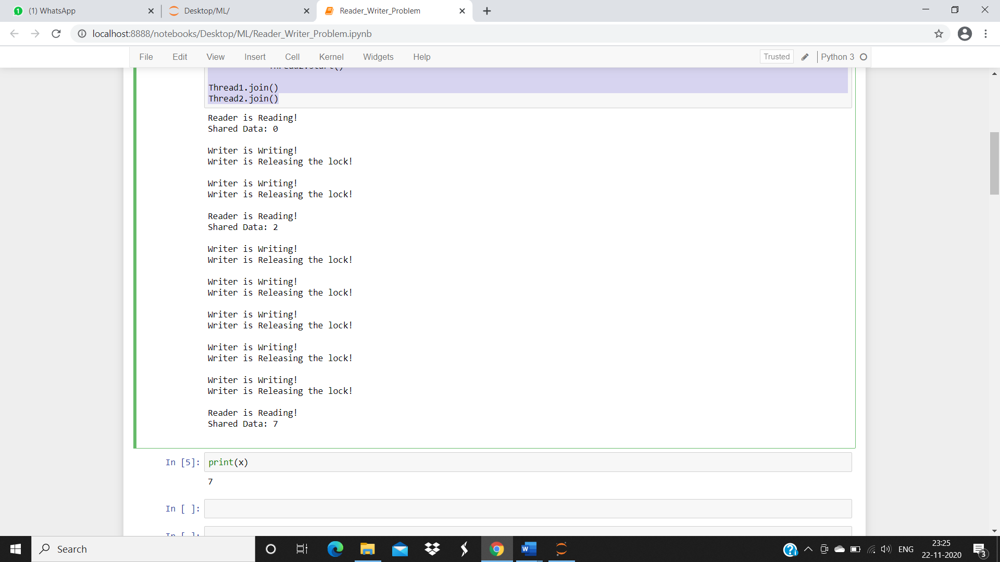 (1) WhatsApp
Desktop/ML/
Reader_Writer_Problem
localhost:8888/notebooks/Desktop/ML/Reader_Writer_Problem.ipynb
File Edit View Insert Cell Kernel Widgets Help Trusted Python 3
Thread2.start()
Thread1.join()
Thread2.join()
Reader is Reading!
Shared Data: 0
Writer is Writing!
Writer is Releasing the lock!
Writer is Writing!
Writer is Releasing the lock!
Reader is Reading!
Shared Data: 2
Writer is Writing!
Writer is Releasing the lock!
Writer is Writing!
Writer is Releasing the lock!
Writer is Writing!
Writer is Releasing the lock!
Writer is Writing!
Writer is Releasing the lock!
Writer is Writing!
Writer is Releasing the lock!
Reader is Reading!
Shared Data: 7
In [5]: print(x)
7
In [ ]:
In [ ]:
Search
ENG
23:25
22-11-2020
3